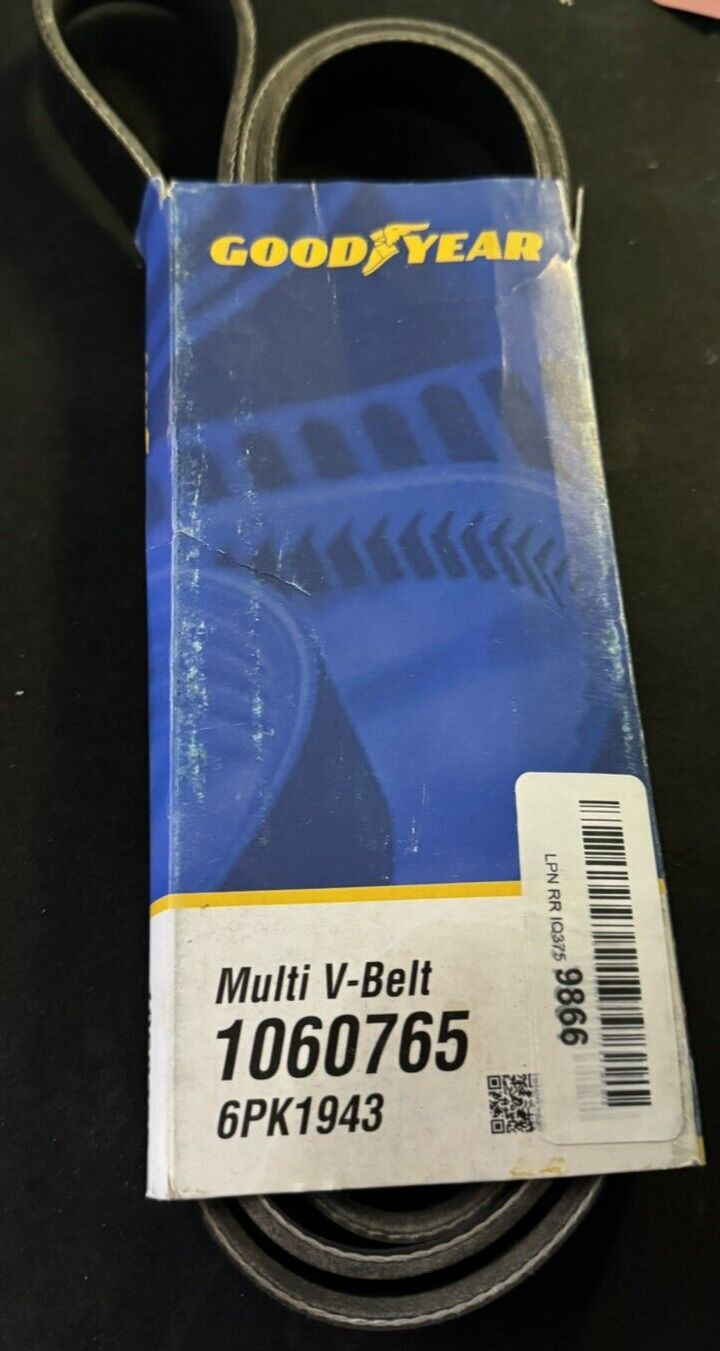 GOODYEAR
Multi V-Belt
1060765
6PK1943
LPN RR IQ375 9866